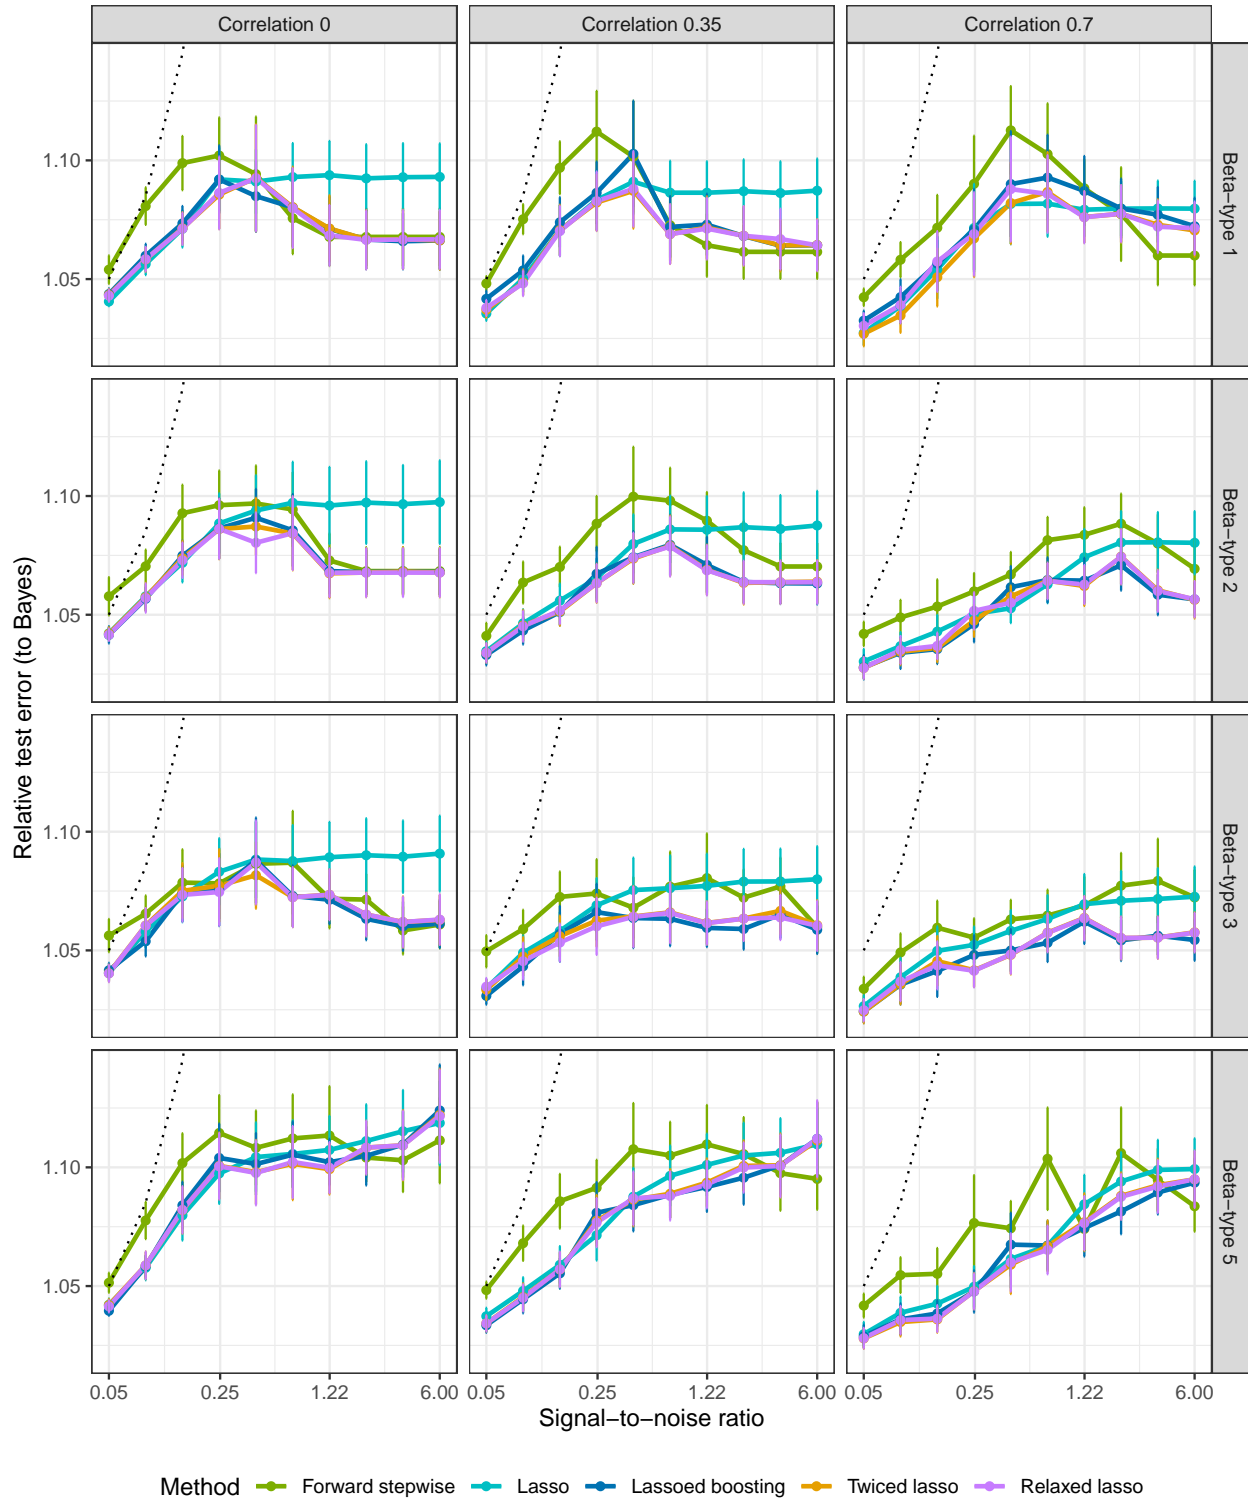 Correlation 0
Correlation 0.35
Correlation 0.7
Relative test error (to Bayes)
1.10
1.05
Beta−type 1
1.10
1.05
Beta−type 2
1.10
1.05
Beta−type 3
1.10
1.05
Beta−type 5
0.05 0.25 1.22 6.00
0.05 0.25 1.22 6.00
0.05 0.25 1.22 6.00
Signal−to−noise ratio
Method Forward stepwise Lasso Lassoed boosting Twiced lasso Relaxed lasso